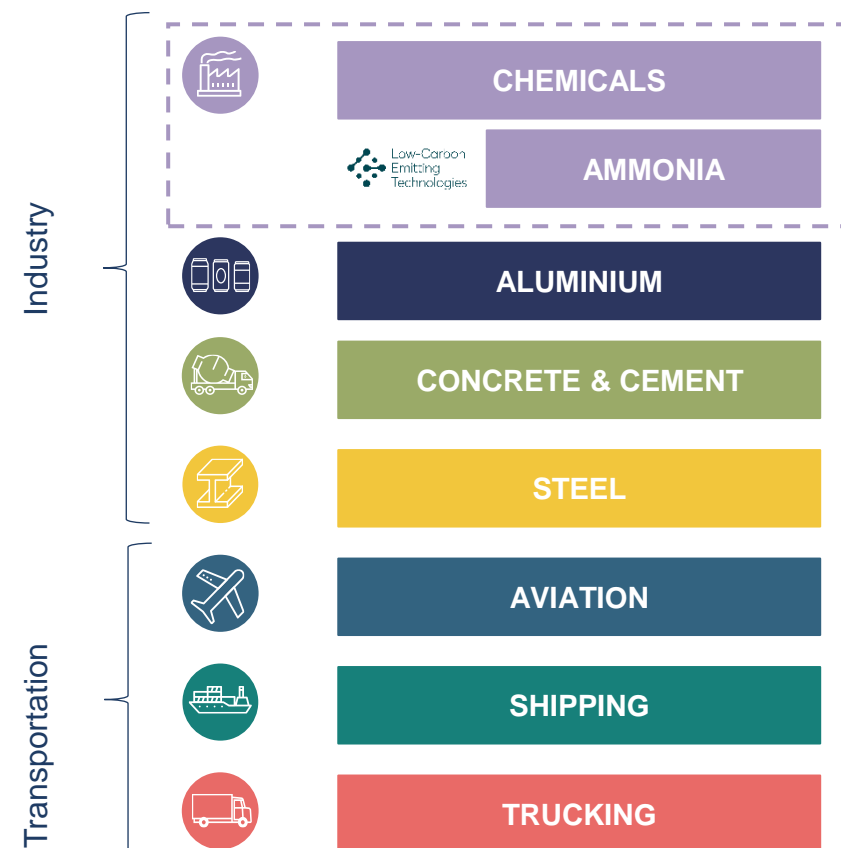 Industry
CHEMICALS
Low-Carbon
Emitting
Technologies
AMMONIA
ALUMINIUM
CONCRETE & CEMENT
STEEL
Transportation
AVIATION
SHIPPING
TRUCKING